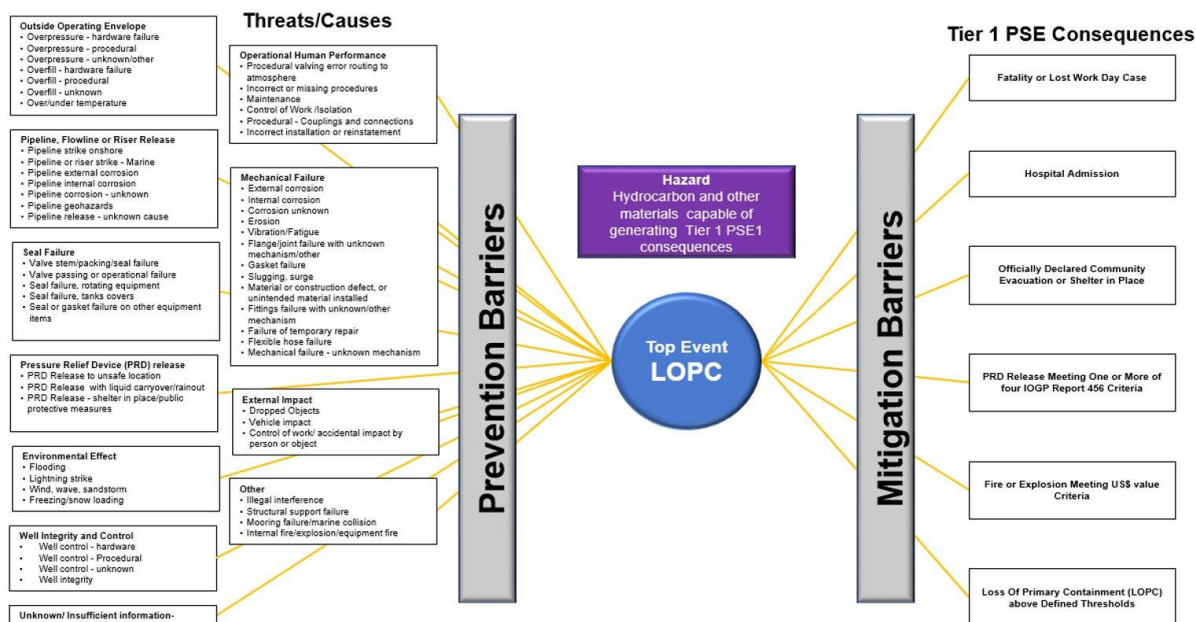 Threats/Causes
Outside Operating Envelope
• Overpressure - hardware failure
• Overpressure - procedural
• Overpressure - unknown/other
• Overfill - hardware failure
• Overfill - procedural
• Overfill - unknown
• Over/under temperature
Pipeline, Flowline or Riser Release
• Pipeline strike onshore
• Pipeline or riser strike - Marine
• Pipeline external corrosion
• Pipeline internal corrosion
• Pipeline corrosion - unknown
• Pipeline geohazards
• Pipeline release - unknown cause
Seal Failure
• Valve stem/packing/seal failure
• Valve passing or operational failure
• Seal failure, rotating equipment
• Seal failure, tanks covers
• Seal or gasket failure on other equipment
items
Pressure Relief Device (PRD) release
• PRD Release to unsafe location
• PRD Release with liquid carryover/rainout
• PRD Release - shelter in place/public
protective measures
Environmental Effect
• Flooding
• Lightning strike
• Wind, wave, sandstorm
• Freezing/snow loading
Well Integrity and Control
• Well control - hardware
• Well control - Procedural
• Well control - unknown
• Well integrity
Unknown/ Insufficient information-
Operational Human Performance
• Procedural valving error routing to
atmosphere
• Incorrect or missing procedures
• Maintenance
• Control of Work /Isolation
• Procedural - Couplings and connections
• Incorrect installation or reinstatement
Mechanical Failure
• External corrosion
• Internal corrosion
• Corrosion unknown
• Erosion
• Vibration/Fatigue
• Flange/joint failure with unknown
mechanism/other
• Gasket failure
• Slugging, surge
• Material or construction defect, or
unintended material installed
• Fittings failure with unknown/other
mechanism
• Failure of temporary repair
• Flexible hose failure
• Mechanical failure - unknown mechanism
External Impact
• Dropped Objects
• Vehicle impact
• Control of work/ accidental impact by
person or object
Other
• Illegal interference
• Structural support failure
• Mooring failure/marine collision
• Internal fire/explosion/equipment fire
Prevention Barriers
Hazard
Hydrocarbon and other
materials capable of
generating Tier 1 PSE1
consequences
Top Event
LOPC
Mitigation Barriers
Tier 1 PSE Consequences
Fatality or Lost Work Day Case
Hospital Admission
Officially Declared Community
Evacuation or Shelter in Place
PRD Release Meeting One or More of
four IOGP Report 456 Criteria
Fire or Explosion Meeting US$ value
Criteria
Loss Of Primary Containment (LOPC)
above Defined Thresholds